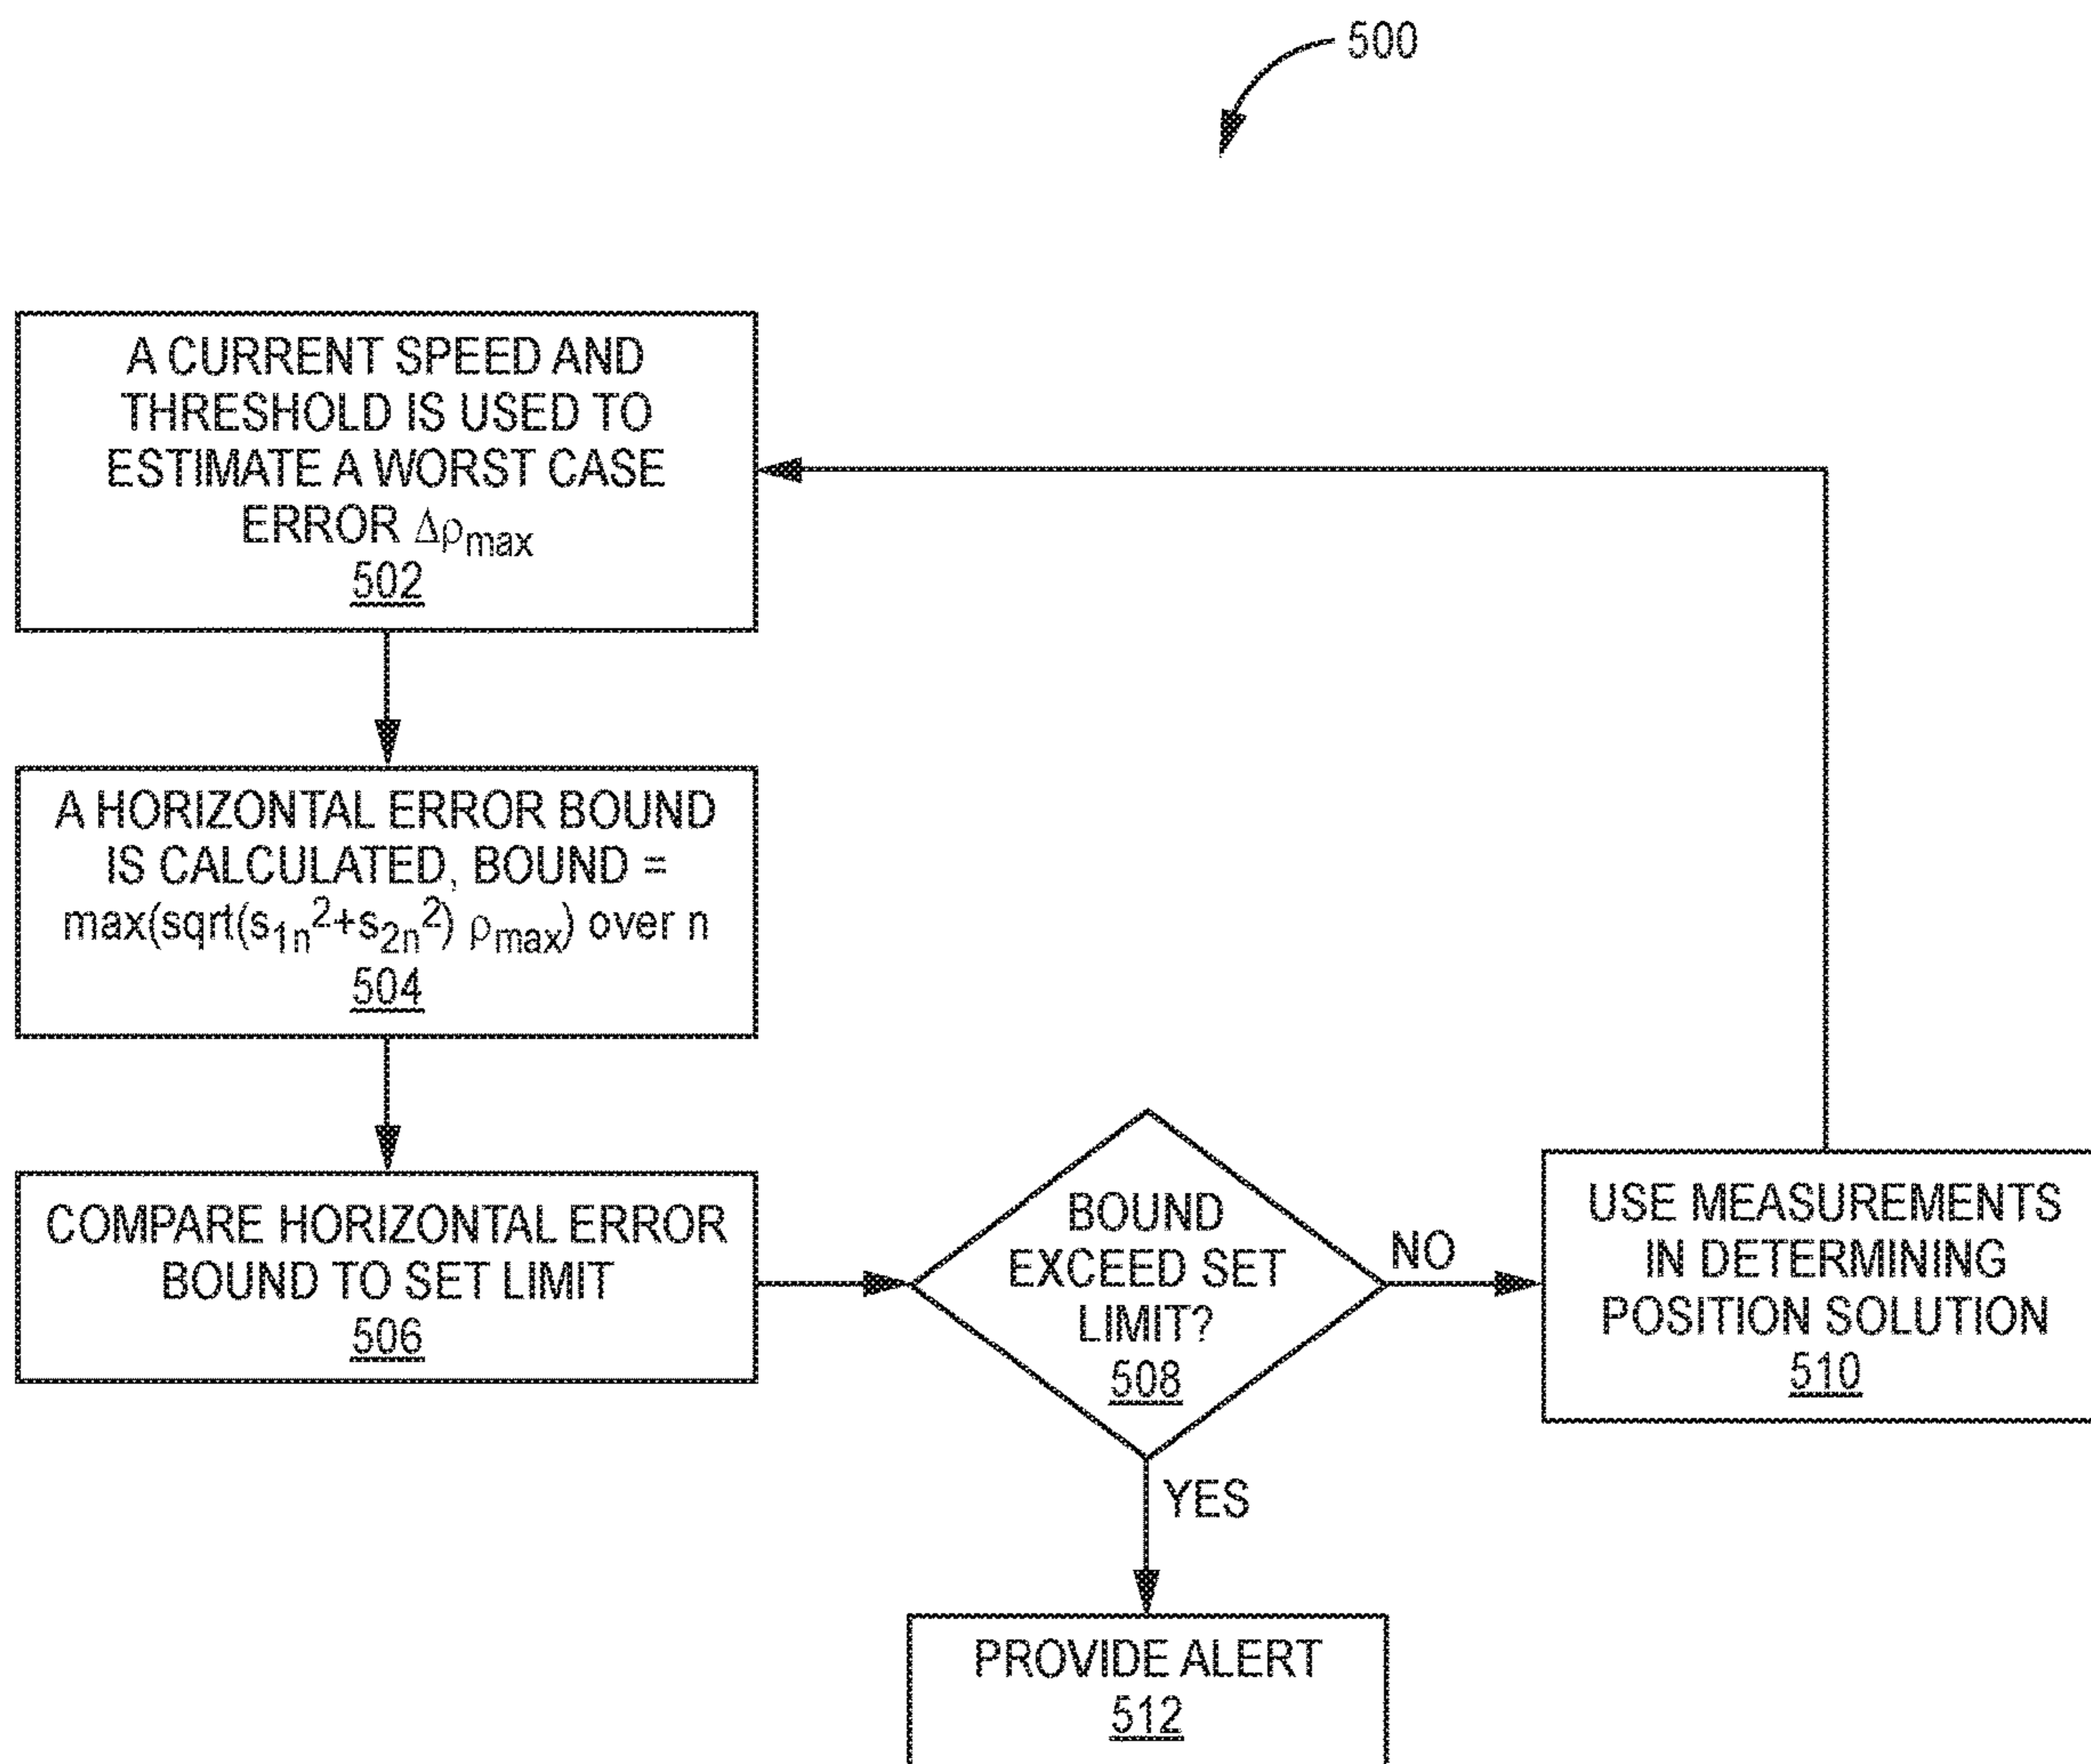 500
A CURRENT SPEED AND
THRESHOLD IS USED TO
ESTIMATE A WORST CASE
ERROR Δρmax
502
A HORIZONTAL ERROR BOUND
IS CALCULATED, BOUND =
max(sqrt(s1n²+s2n²) ρmax) over n
504
COMPARE HORIZONTAL ERROR
BOUND TO SET LIMIT
506
BOUND
EXCEED SET
LIMIT?
508
NO
USE MEASUREMENTS
IN DETERMINING
POSITION SOLUTION
510
YES
PROVIDE ALERT
512